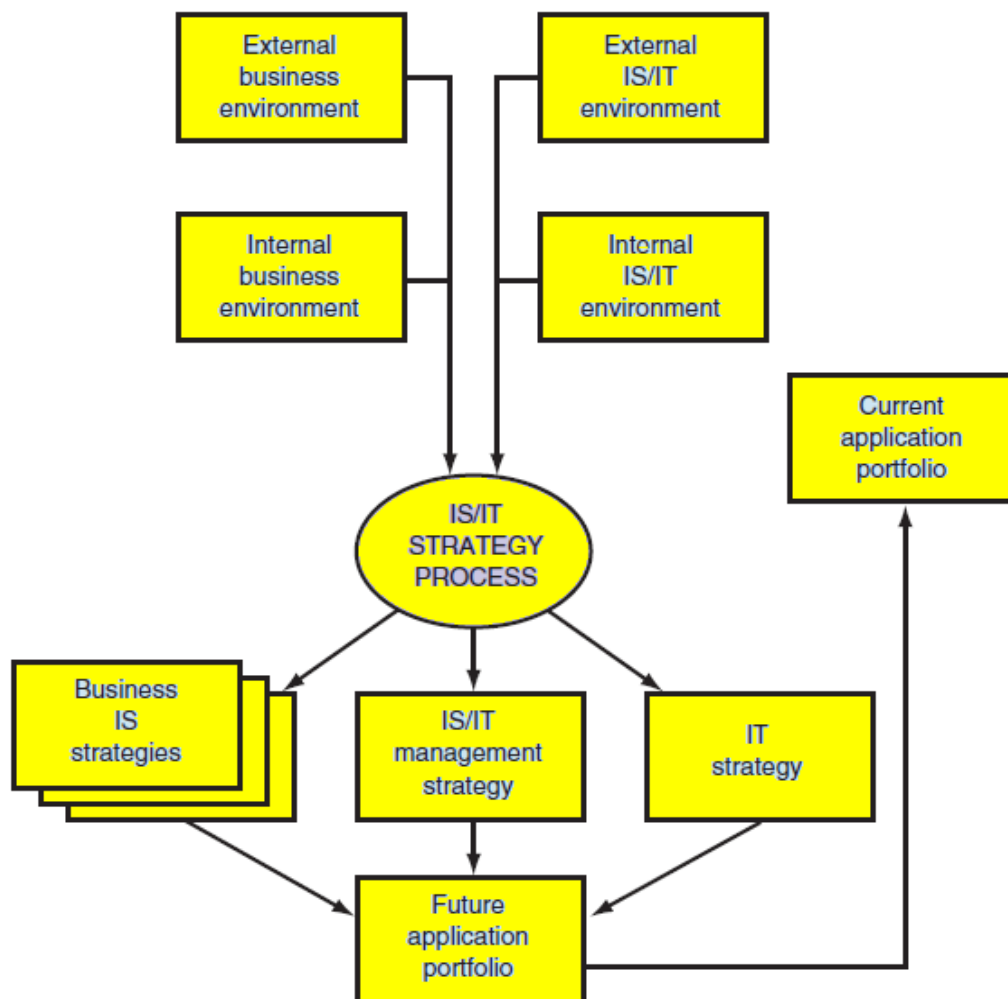 External
business
environment
External
IS/IT
environment
Internal
business
environment
Internal
IS/IT
environment
Current
application
portfolio
IS/IT
STRATEGY
PROCESS
Business
IS
strategies
IS/IT
management
strategy
IT
strategy
Future
application
portfolio